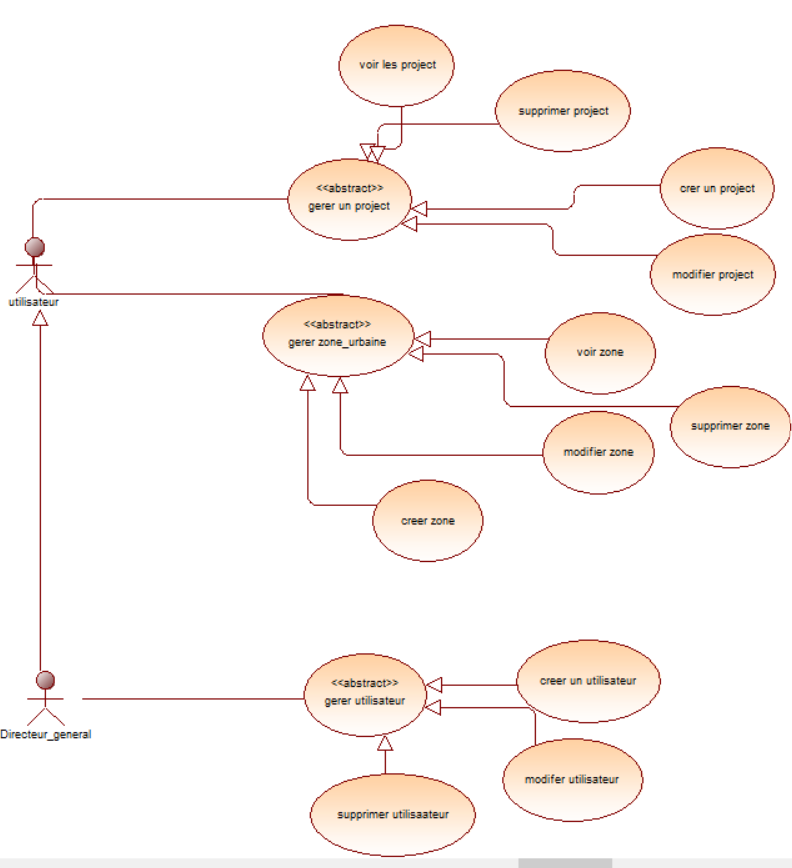 voir les project
supprimer project
<<abstract>>
gerer un project
crer un project
modifier project
utilisateur
<<abstract>>
gerer zone_urbaine
voir zone
supprimer zone
modifier zone
creer zone
<<abstract>>
gerer utilisateur
creer un utilisateur
Directeur_general
modifer utilisateur
supprimer utilisaateur